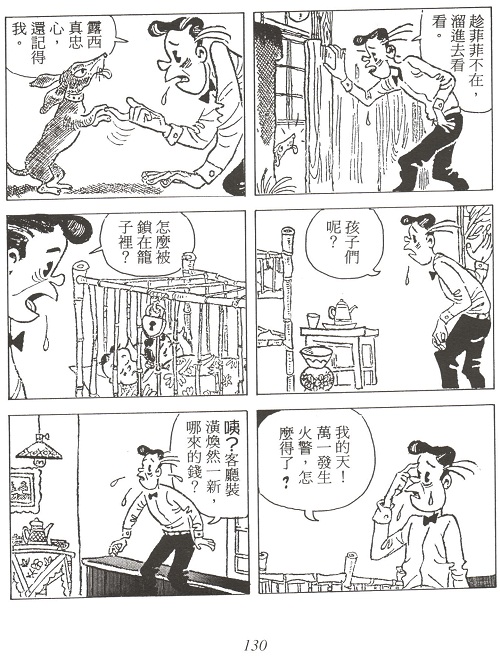 趁菲菲不在，
溜進去看
看。
露西
真忠
心，
還記得
我。
孩子們
呢？
怎麼被
鎖在籠
子裡？
我的天！
萬一發生
火警，怎
麼得了？
咦？客廳裝
潢煥然一新，
哪來的錢？
130